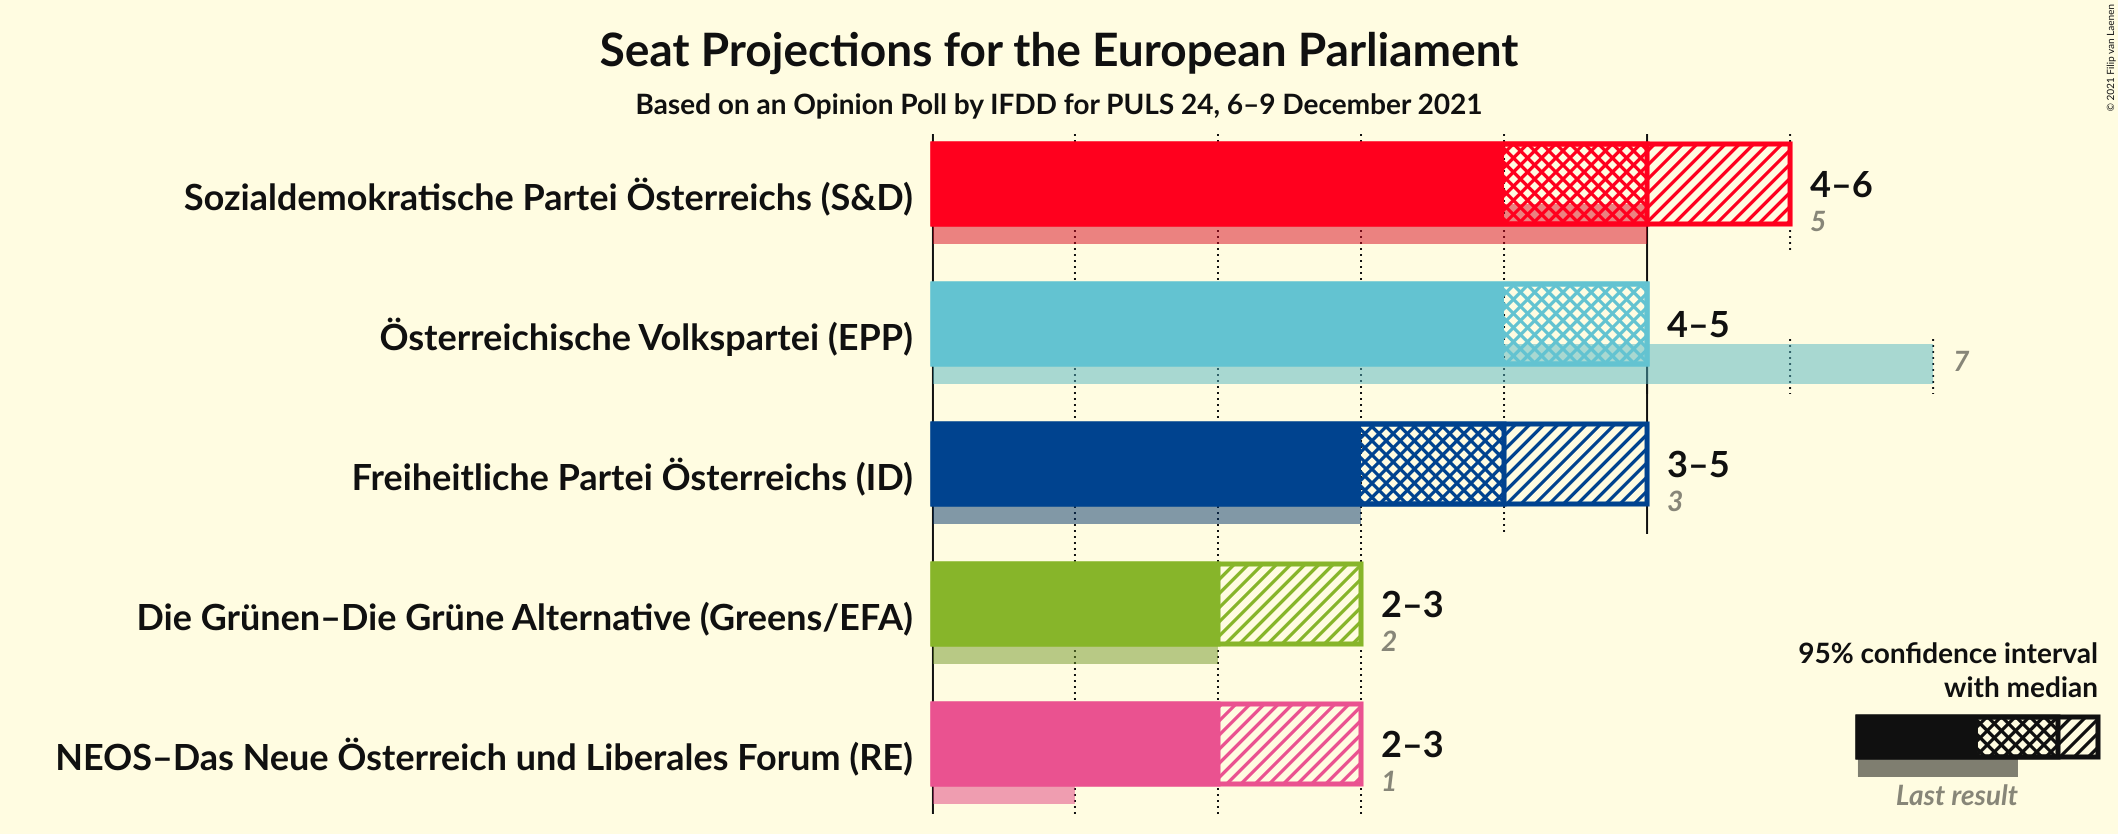 Seat Projections for the European Parliament
Based on an Opinion Poll by IFDD for PULS 24, 6–9 December 2021
© 2021 Filip van Laenen
Sozialdemokratische Partei Österreichs (S&D)
4–6
5
Österreichische Volkspartei (EPP)
4–5
7
Freiheitliche Partei Österreichs (ID)
3–5
3
Die Grünen–Die Grüne Alternative (Greens/EFA)
2–3
2
NEOS–Das Neue Österreich und Liberales Forum (RE)
2–3
1
95% confidence interval
with median
Last result